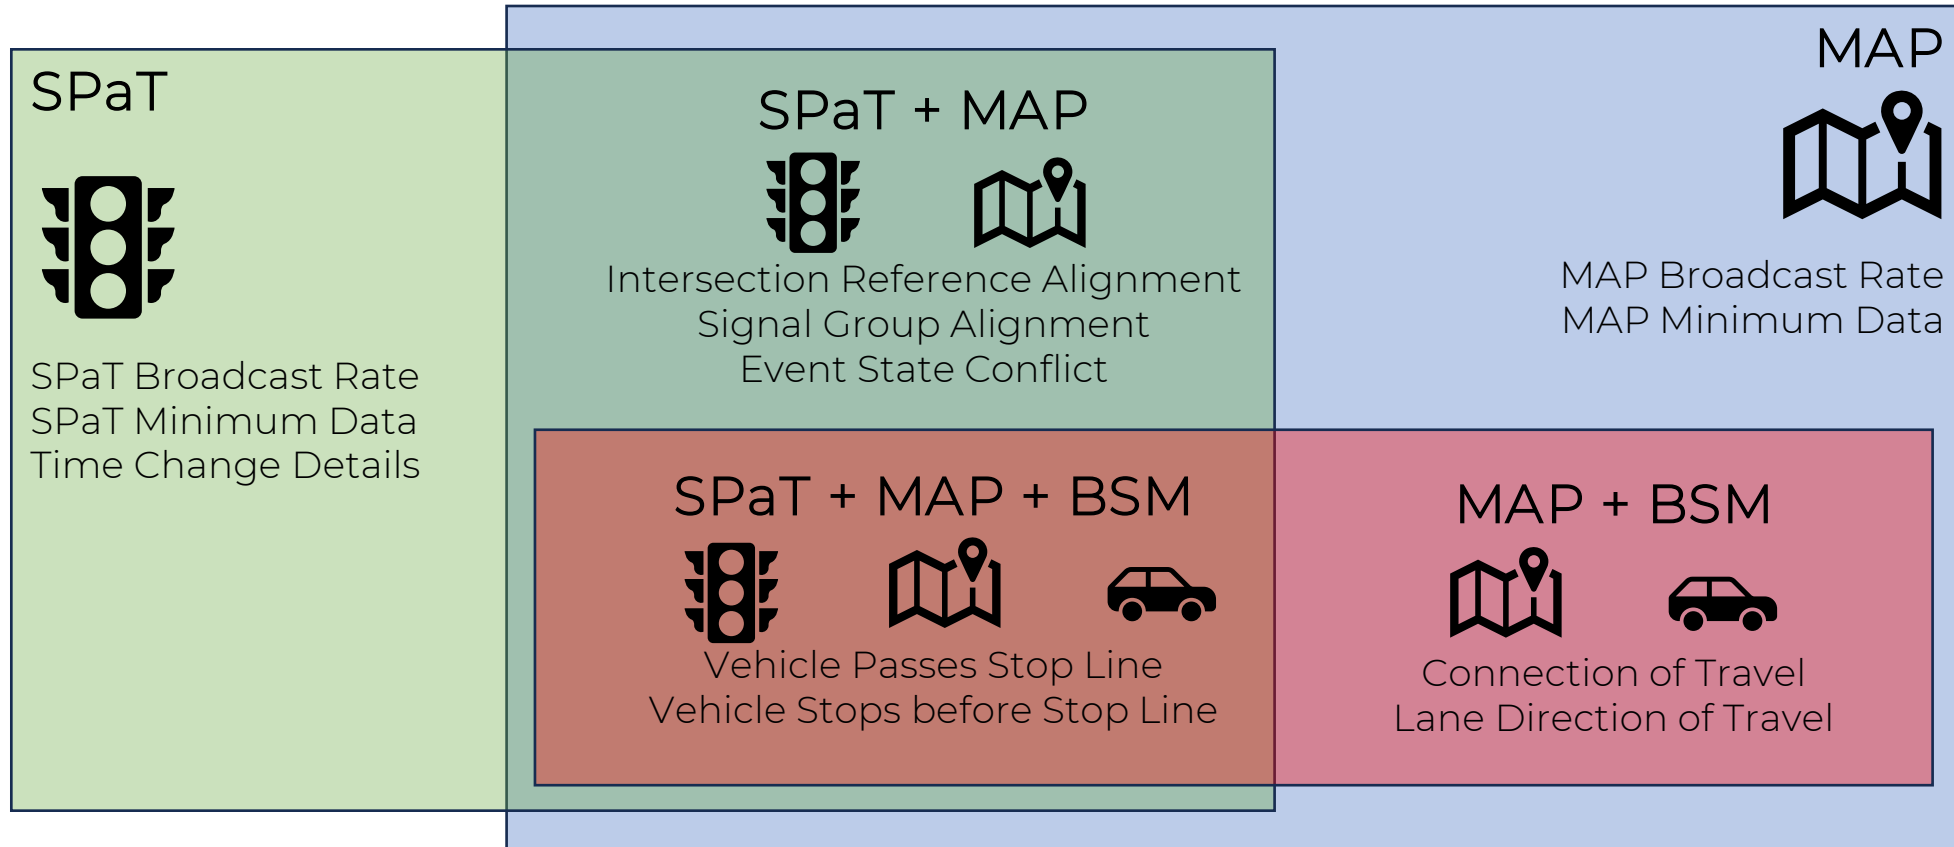 SPaT
SPaT Broadcast Rate
SPaT Minimum Data
Time Change Details
SPaT + MAP
Intersection Reference Alignment
Signal Group Alignment
Event State Conflict
MAP
MAP Broadcast Rate
MAP Minimum Data
SPaT + MAP + BSM
Vehicle Passes Stop Line
Vehicle Stops before Stop Line
MAP + BSM
Connection of Travel
Lane Direction of Travel